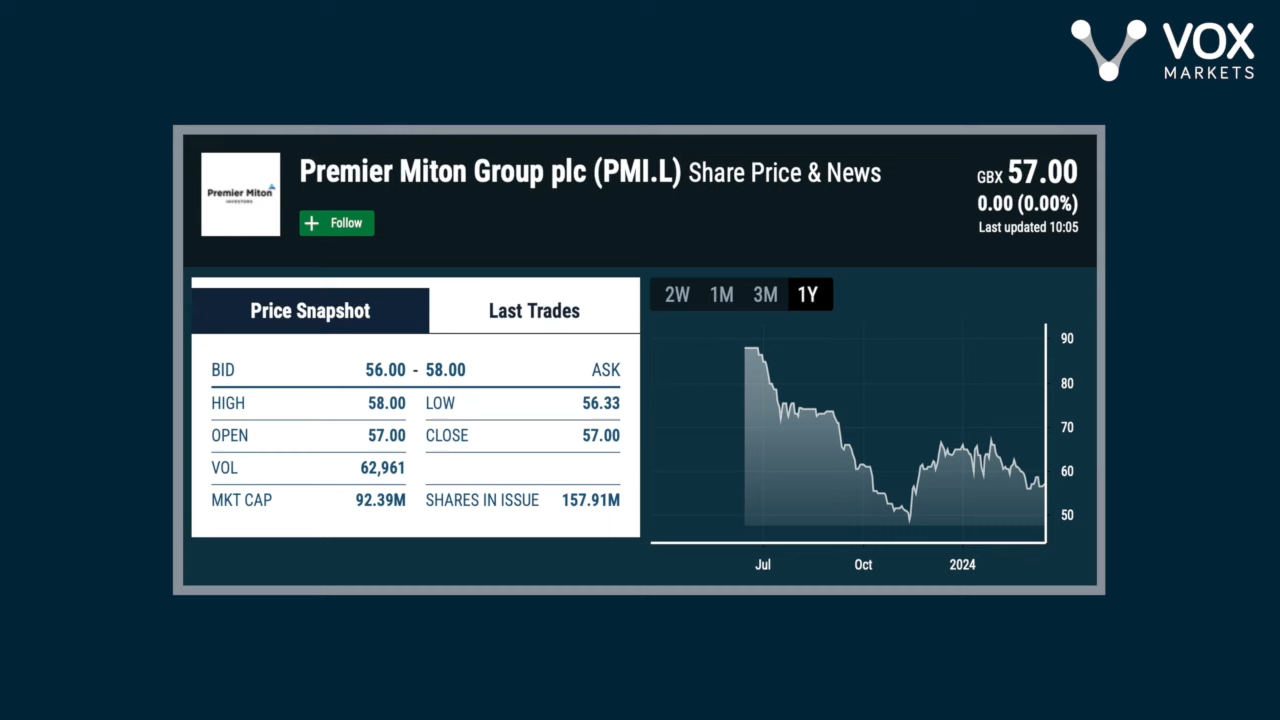 VOX
MARKETS
Premier Miton
INVESTORS
Premier Miton Group plc (PMI.L) Share Price & News
Follow
GBX 57.00
0.00 (0.00%)
Last updated 10:05
Price Snapshot Last Trades
BID 56.00 - 58.00 ASK
HIGH 58.00 LOW 56.33
OPEN 57.00 CLOSE 57.00
VOL 62,961
MKT CAP 92.39M SHARES IN ISSUE 157.91M
2W 1M 3M 1Y
90
80
70
60
50
Jul Oct 2024